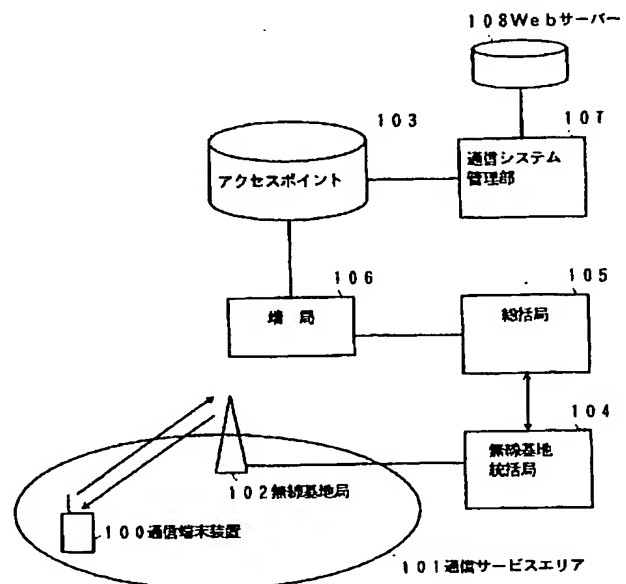 108Webサーバー
107
通信システム
管理部
103
アクセスポイント
106
端 局
105
総括局
104
無線基地
統括局
102無線基地局
100通信端末装置
101通信サービスエリア